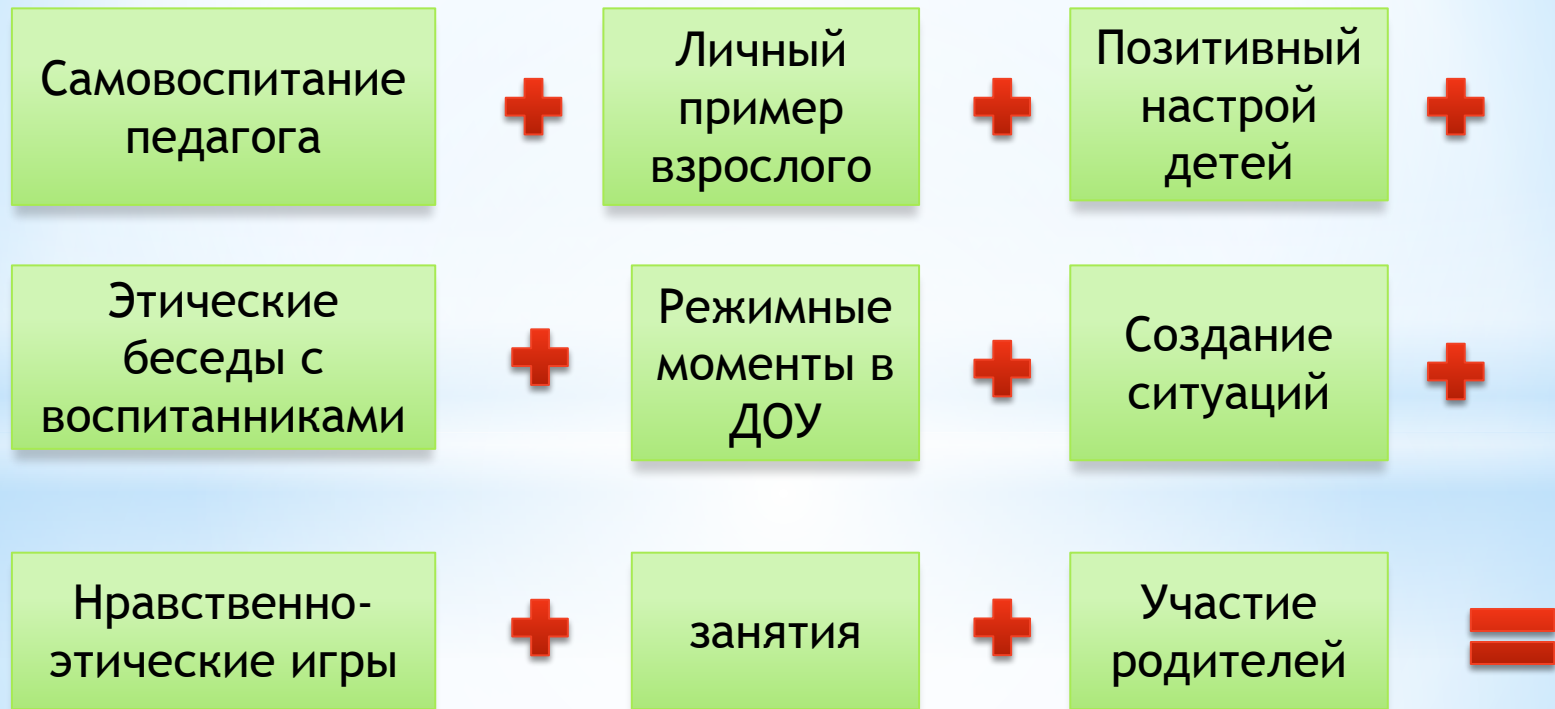 Самовоспитание
педагога
Личный
пример
взрослого
Позитивный
настрой
детей
Этические
беседы с
воспитанниками
Режимные
моменты в
ДОУ
Создание
ситуаций
Нравственно-
этические игры
занятия
Участие
родителей